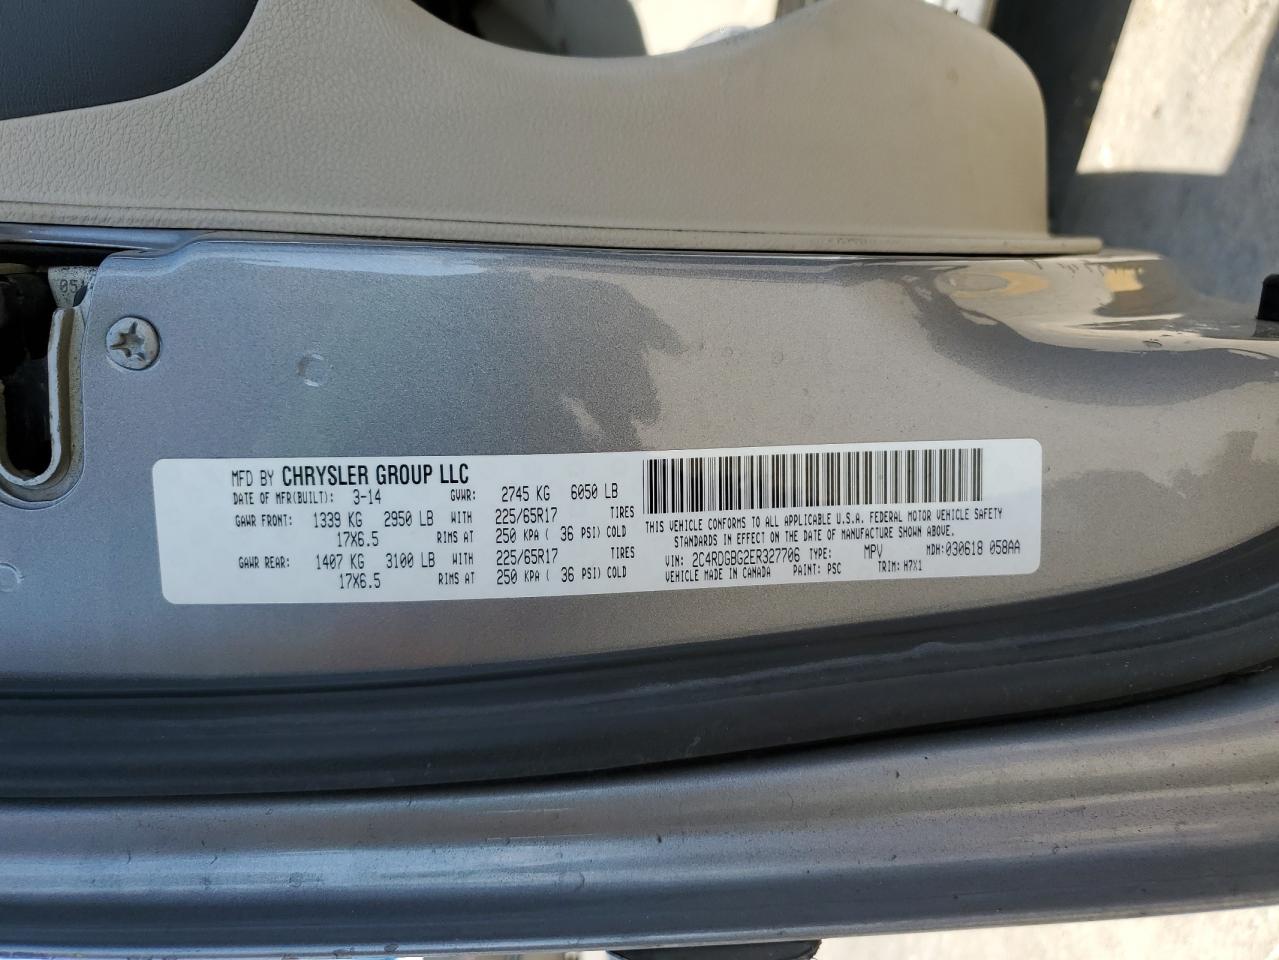 05
MFD BY CHRYSLER GROUP LLC
DATE OF MFR(BUILT): 3-14 GVWR: 2745 KG 6050 LB
GAWR FRONT: 1339 KG 2950 LB WITH 225/65R17 TIRES
17X6.5 RIMS AT 250 KPA ( 36 PSI) COLD
GAWR REAR: 1407 KG 3100 LB WITH 225/65R17 TIRES
17X6.5 RIMS AT 250 KPA ( 36 PSI) COLD
THIS VEHICLE CONFORMS TO ALL APPLICABLE U.S.A. FEDERAL MOTOR VEHICLE SAFETY
STANDARDS IN EFFECT ON THE DATE OF MANUFACTURE SHOWN ABOVE.
VIN: 2C4RDGBG2ER327706 TYPE: MPV MDH:030618 058AA
VEHICLE MADE IN CANADA PAINT: PSC TRIM: H7X1